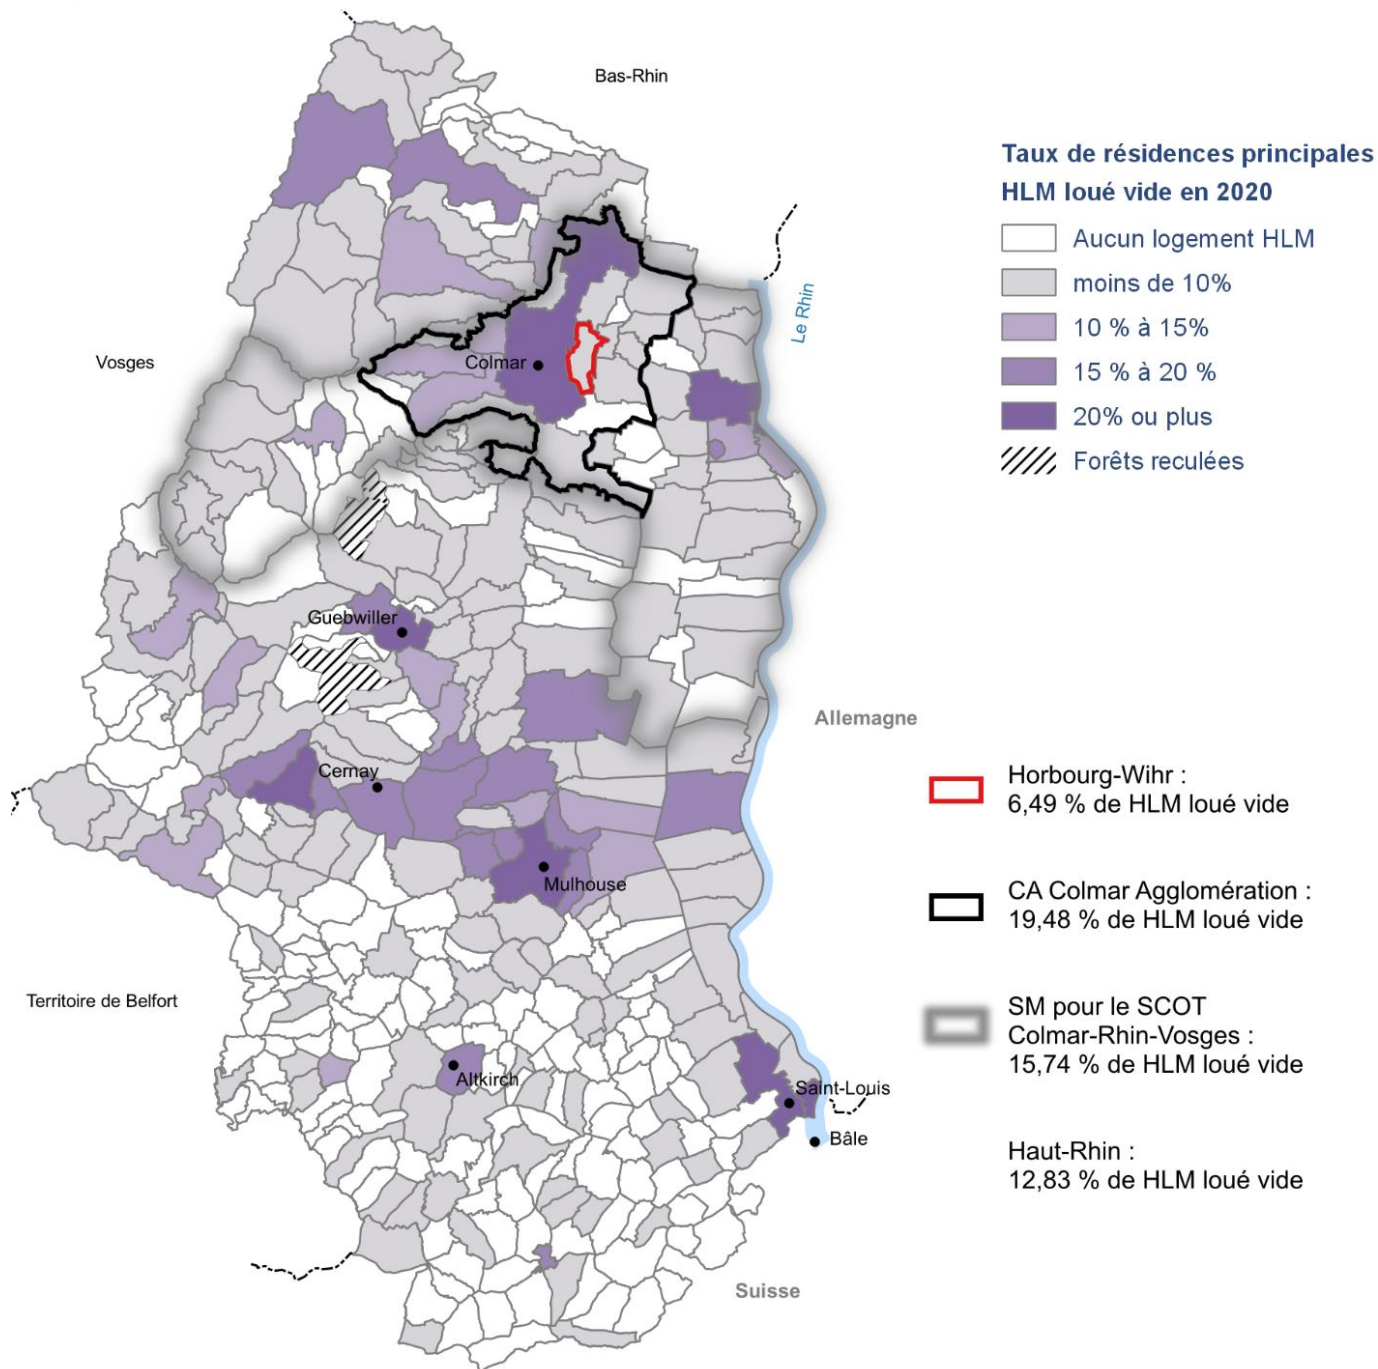 Bas-Rhin
Taux de résidences principales
HLM loué vide en 2020
Aucun logement HLM
moins de 10%
10 % à 15%
15 % à 20 %
20% ou plus
Forêts reculées
Le Rhin
Vosges
Colmar
Guebwiller
Allemagne
Cernay
Mulhouse
Horbourg-Wihr :
6,49 % de HLM loué vide
CA Colmar Agglomération :
19,48 % de HLM loué vide
Territoire de Belfort
SM pour le SCOT
Colmar-Rhin-Vosges :
15,74 % de HLM loué vide
Altkirch
Saint-Louis
Bâle
Haut-Rhin :
12,83 % de HLM loué vide
Suisse